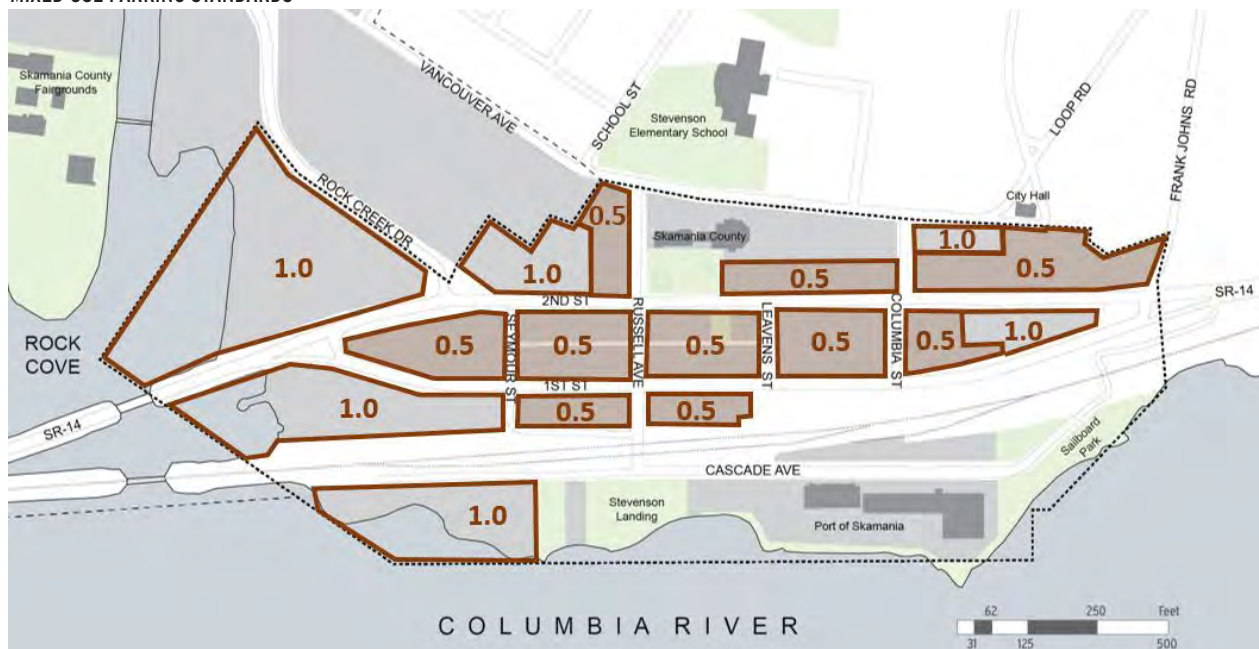 MIXED USE PARKING STANDARDS
Skamania County
Fairgrounds
VANCOUVER AVE
SCHOOL ST
Stevenson
Elementary School
LOOP RD
FRANK JOHNS RD
City Hall
ROCK CREEK DR
0.5
Skamania County
1.0
1.0
1.0
0.5
0.5
2ND ST
SR-14
ROCK
COVE
SEYMOUR ST
RUSSELL AVE
LEAVENS ST
COLUMBIA ST
0.5
0.5
0.5
0.5
0.5
1.0
1ST ST
1.0
0.5
0.5
SR-14
Sailboard
Park
CASCADE AVE
1.0
Stevenson
Landing
Port of Skamania
COLUMBIA RIVER
62
250
Feet
31
125
500